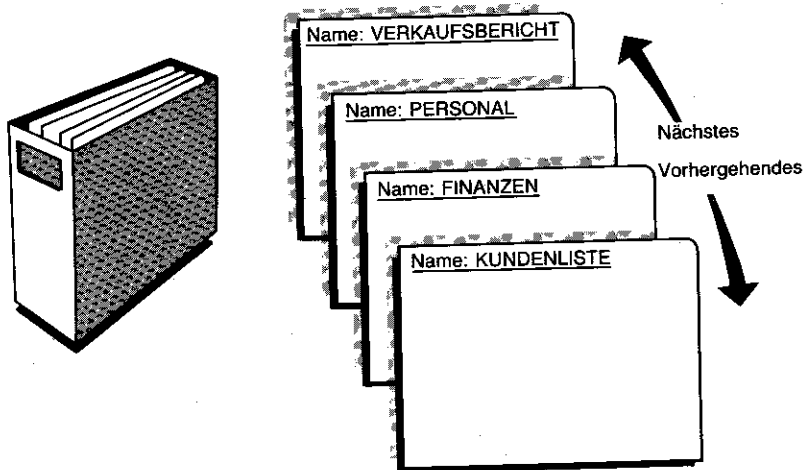 Name: VERKAUFSBERICHT
Name: PERSONAL
Name: FINANZEN
Name: KUNDENLISTE
Nächstes
Vorhergehendes